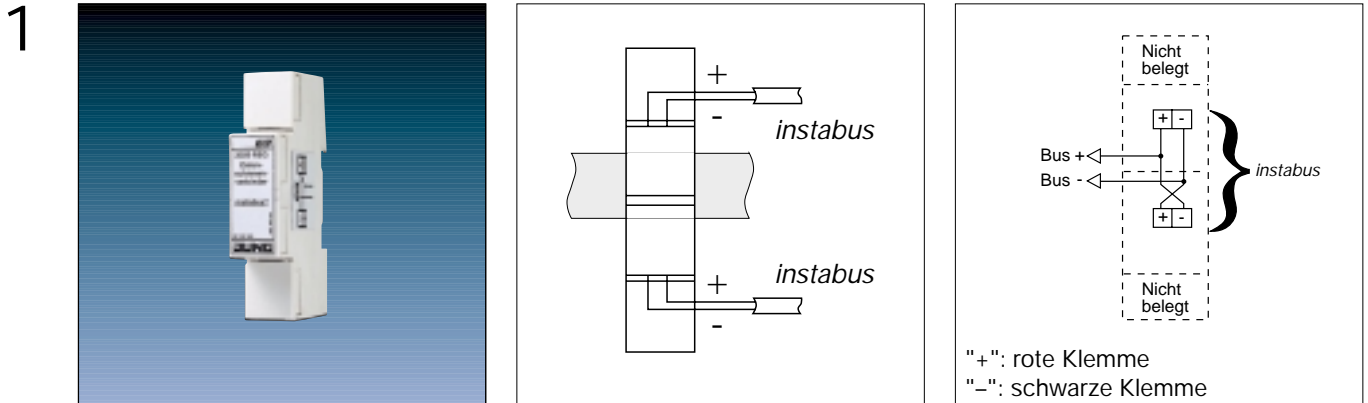 1
JUNG
+
-
instabus
instabus
+
-
Nicht
belegt
+ -
Bus +
Bus -
instabus
+ -
Nicht
belegt
"+": rote Klemme
"–": schwarze Klemme